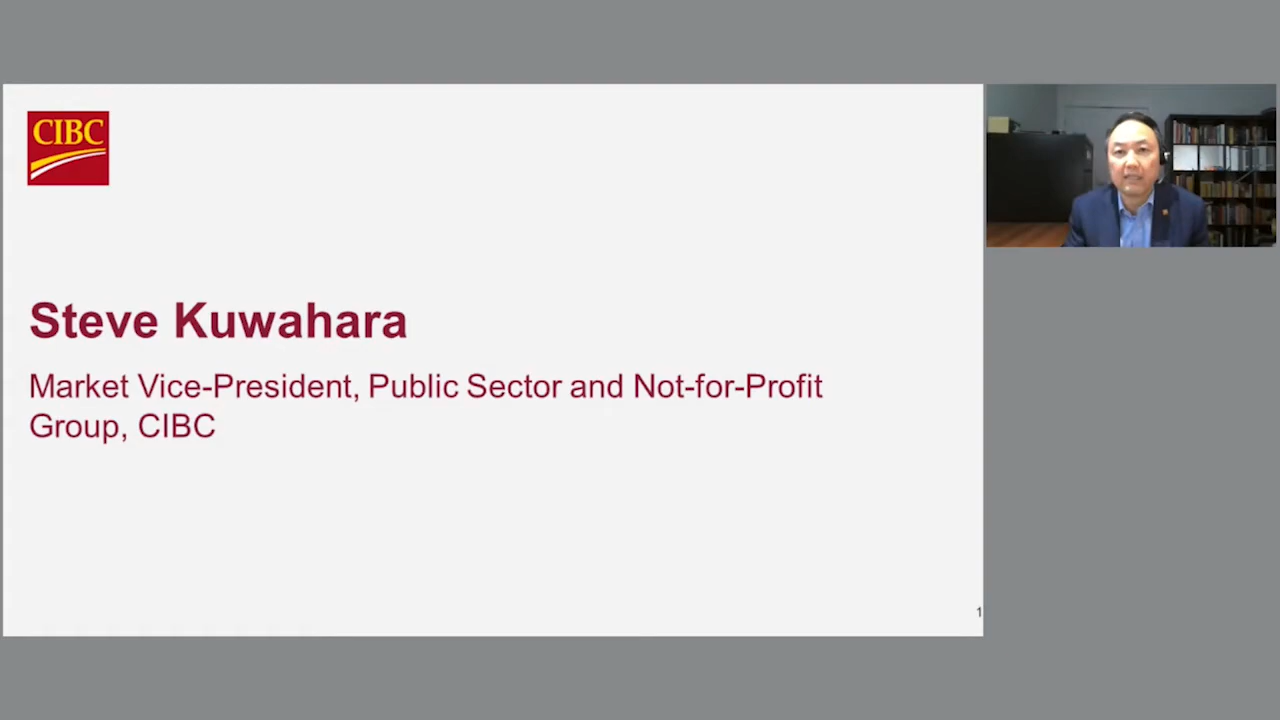 CIBC
Steve Kuwahara
Market Vice-President, Public Sector and Not-for-Profit
Group, CIBC
1